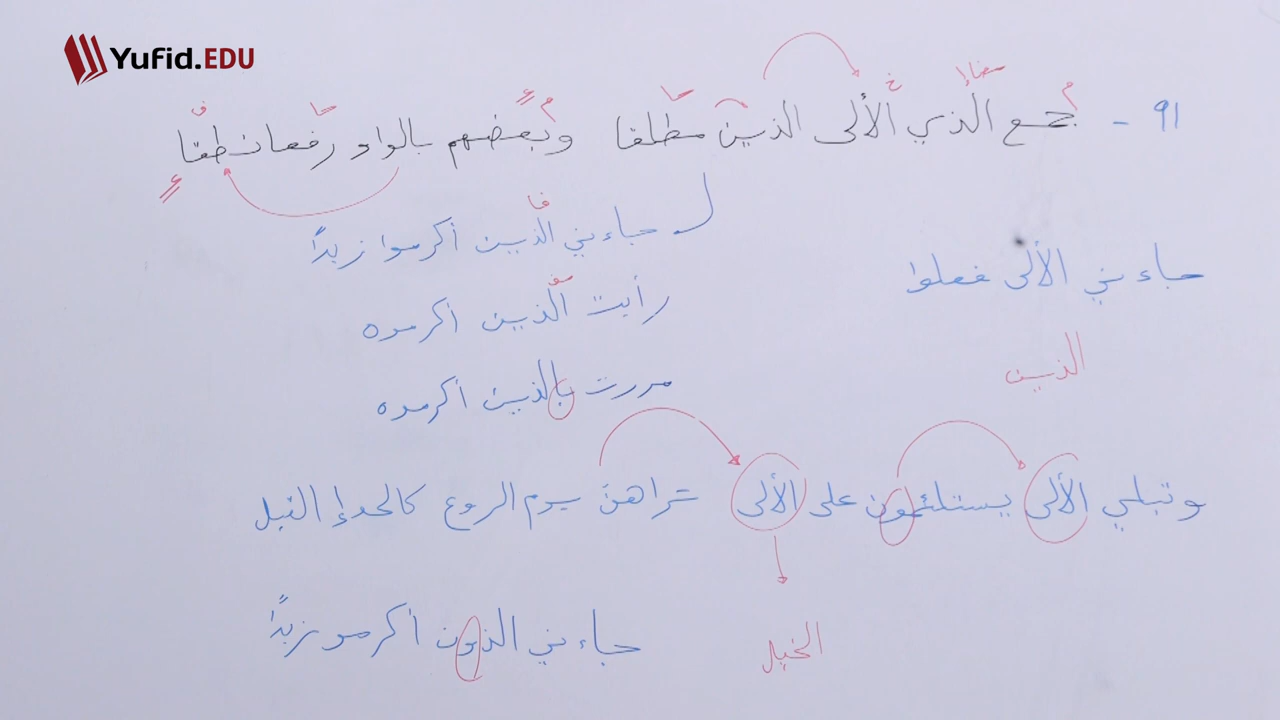 Yufid.EDU
٩١ - جمع الذي الألى الذين مطلقا وبعضهم بالواو رفعا نطقا
جاءني الذين أكرموا زيدًا
رأيت الذين أكرموه
مررت بالذين أكرموه
جاءني الألى فعلوا
الذين
وتبلي الألى يستلئمون على الألى تراهن يوم الروع كالحدإ القبل
الخيل
جاءني الذون أكرمو زيدًا